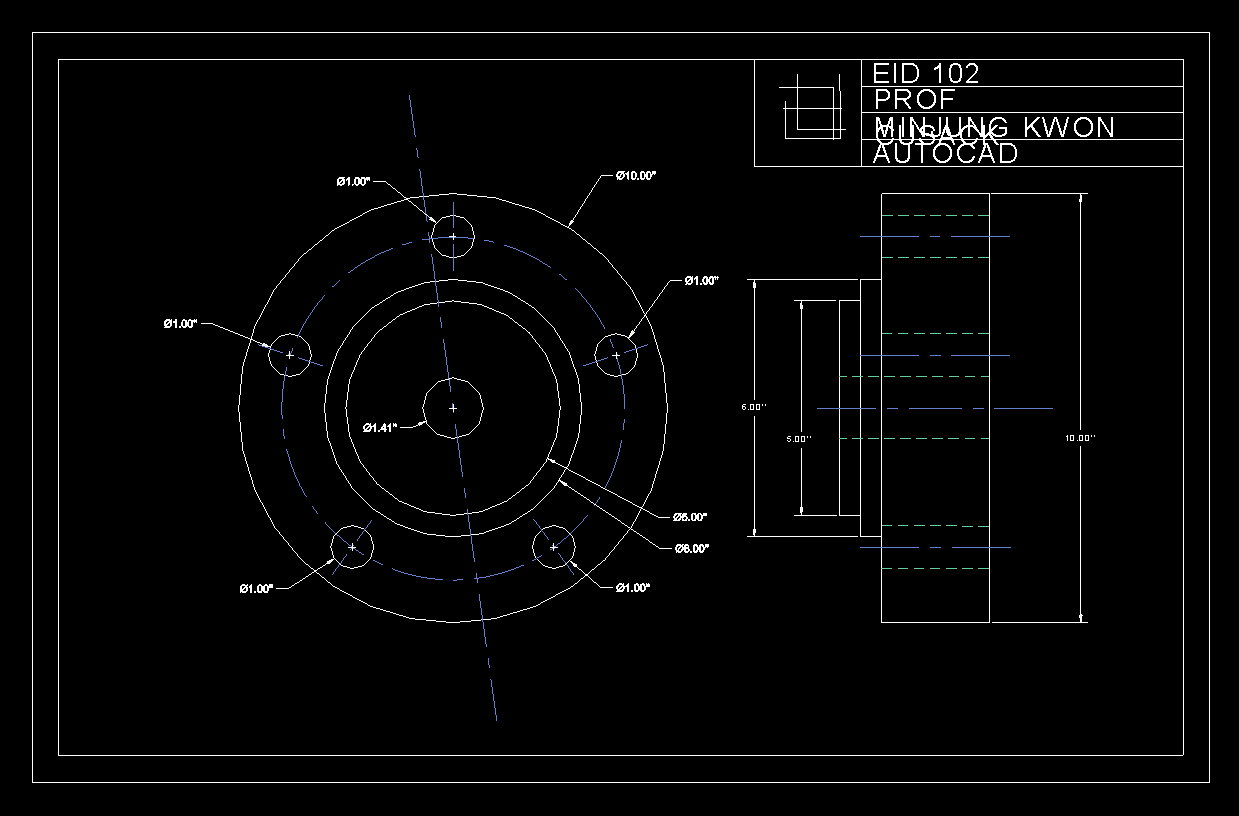 EID 102
PROF
CUSACK
MINJUNG KWON
AUTOCAD
Ø1.00"
Ø10.00"
Ø1.00"
Ø1.00"
Ø1.41"
Ø5.00"
Ø6.00"
Ø1.00"
Ø1.00"
6.00"
5.00"
10.00"